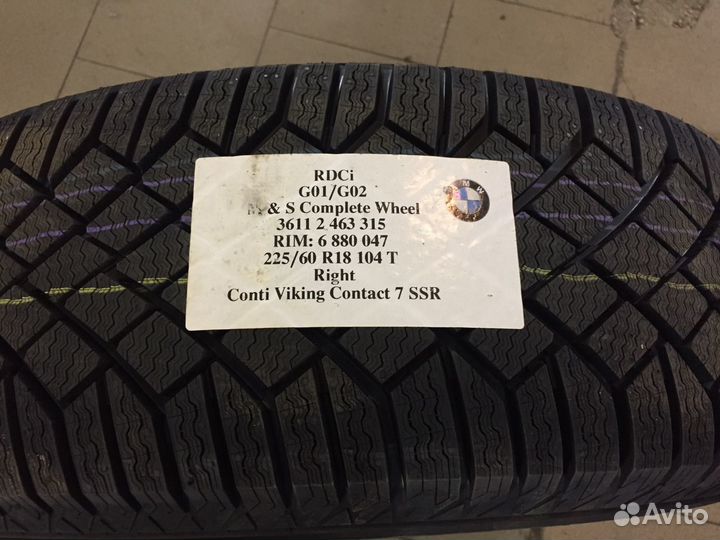 RDCi
G01/G02
M & S Complete Wheel
3611 2 463 315
RIM: 6 880 047
225/60 R18 104 T
Right
Conti Viking Contact 7 SSR
BMW
Avito